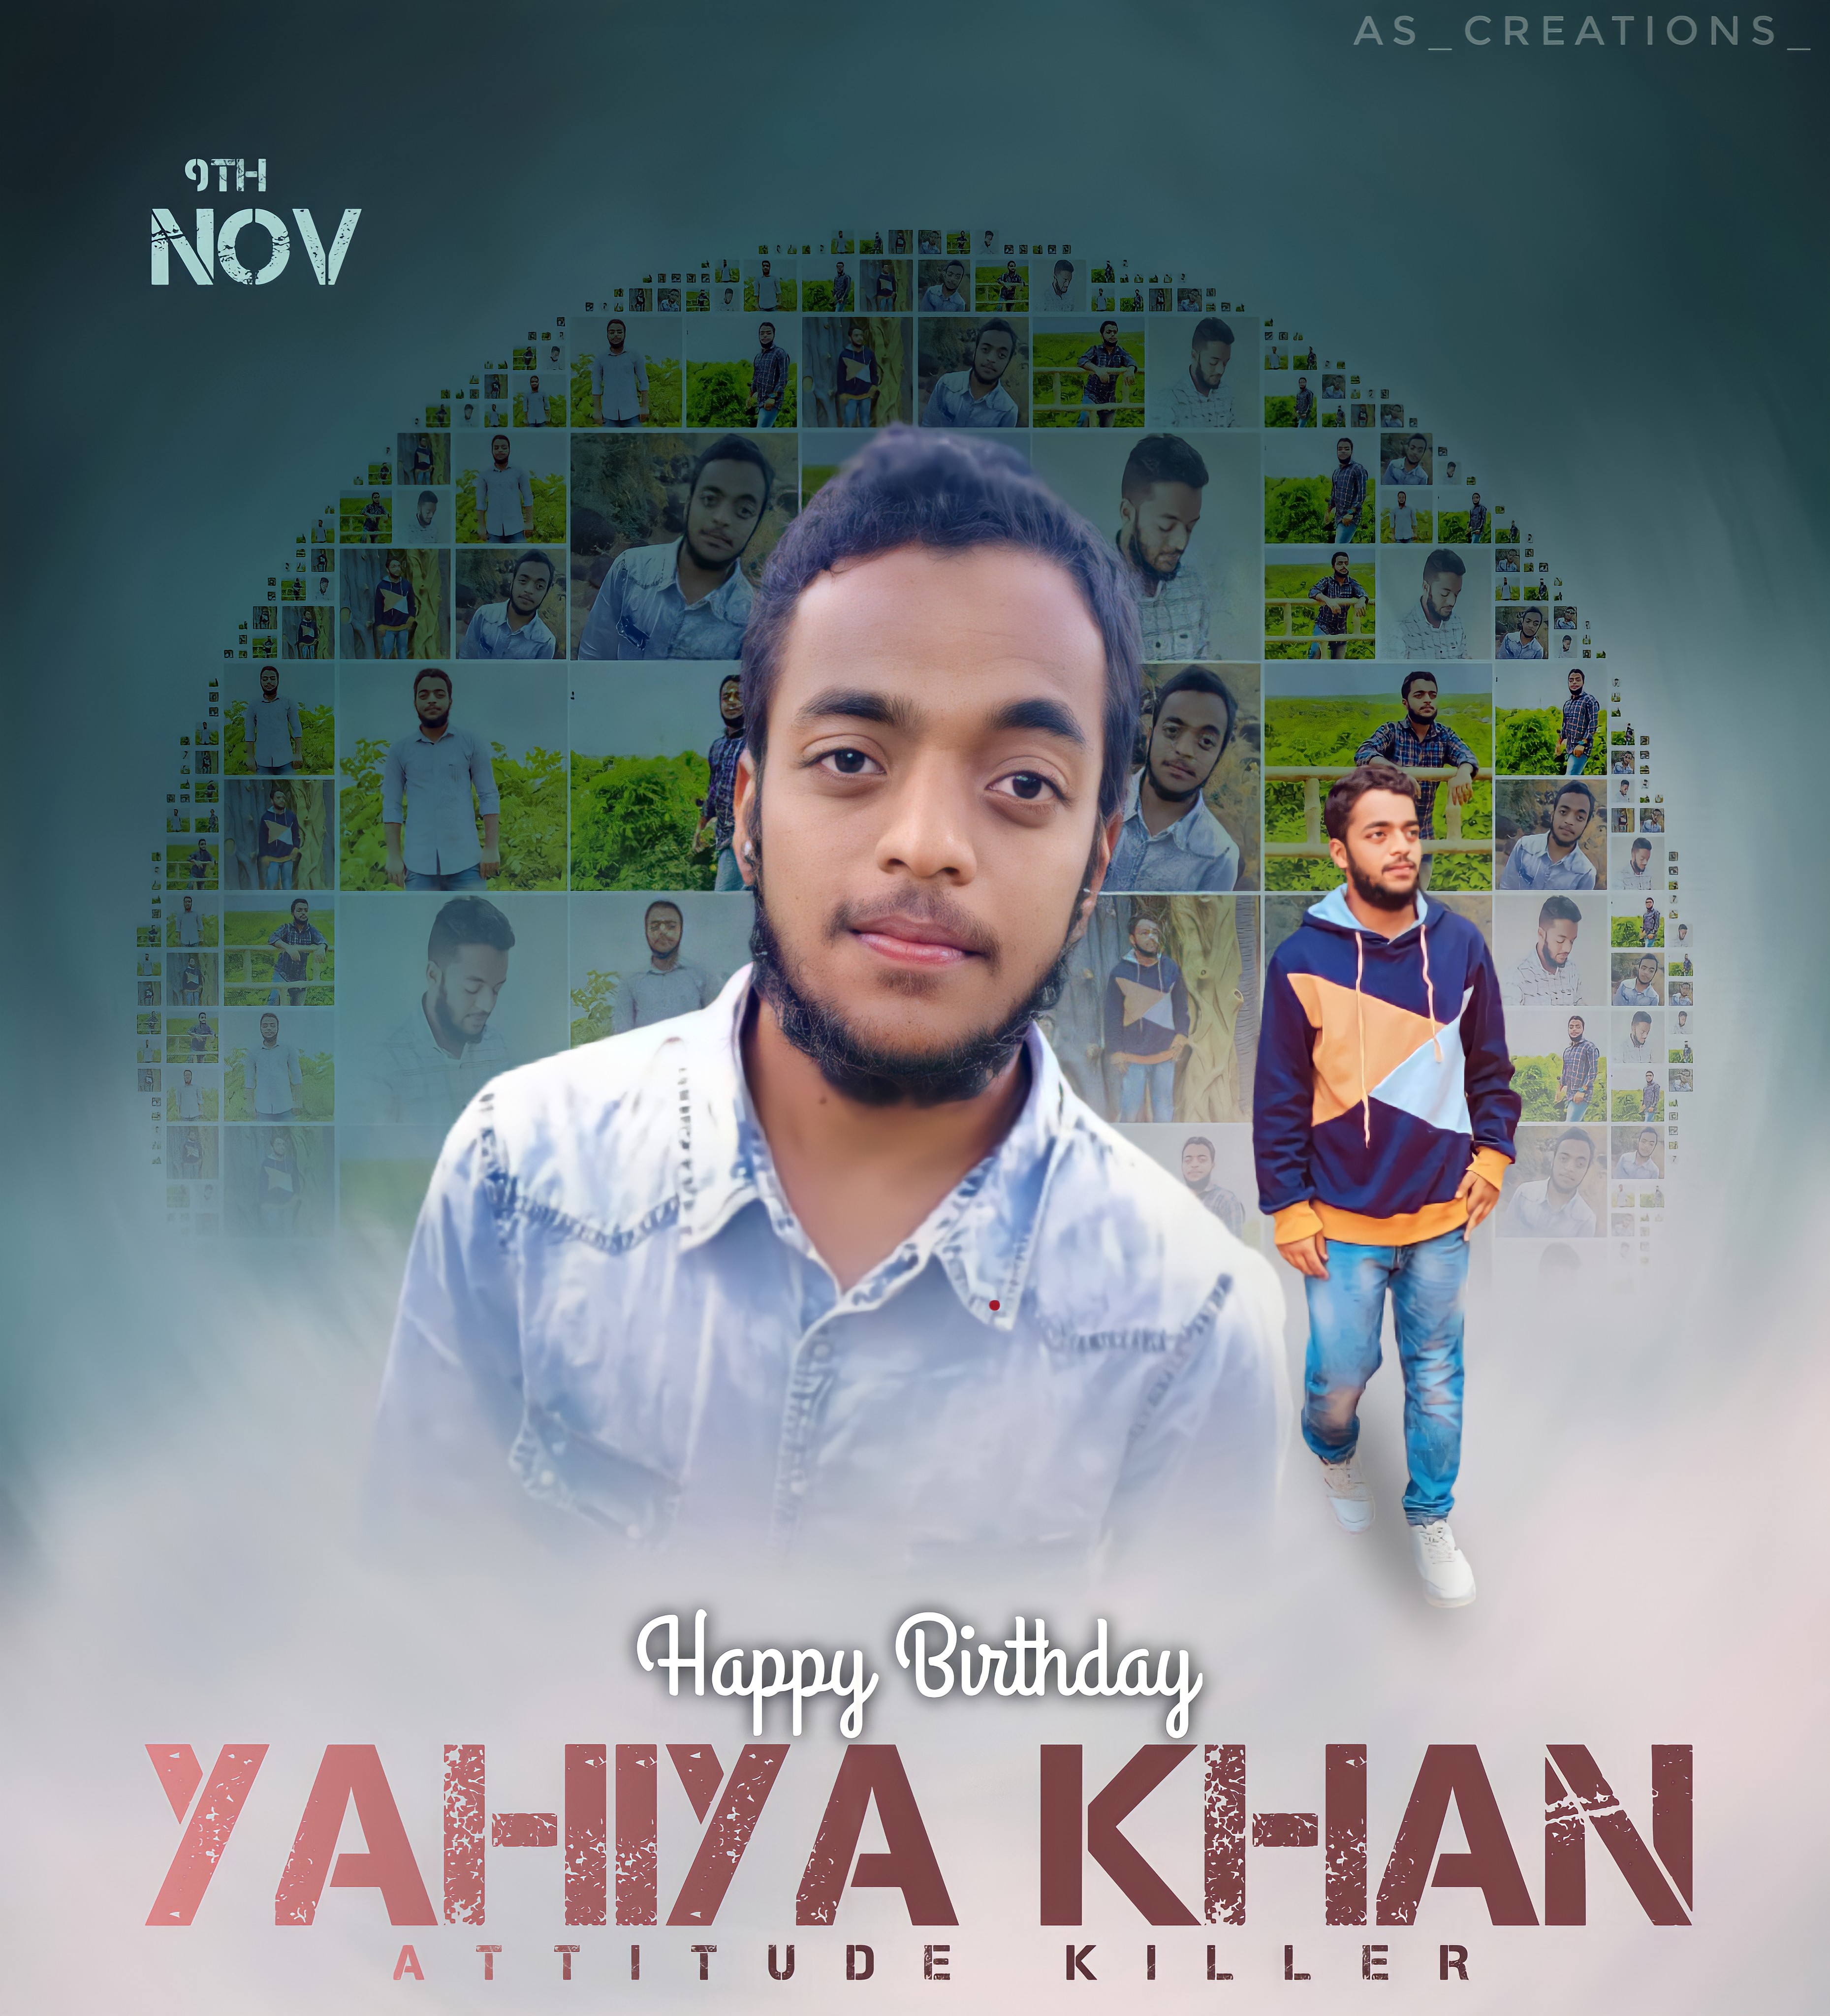 AS_CREATIONS_
9TH
NOV
Happy Birthday
YAHIYA KHAN
ATTITUDE KILLER